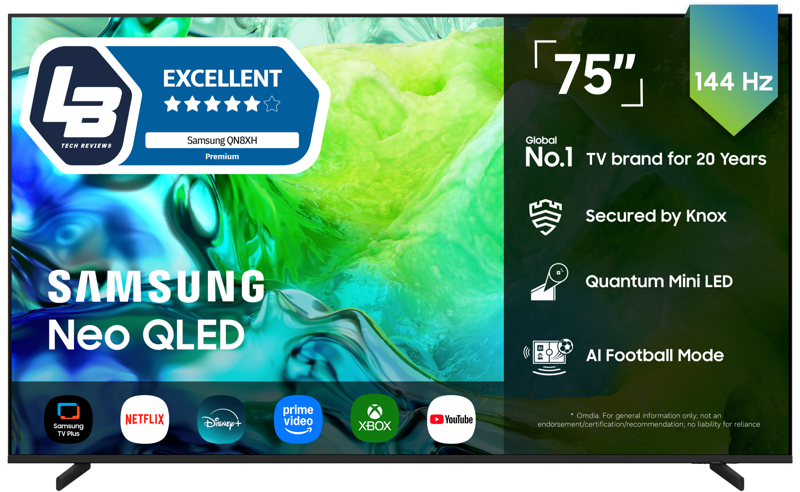 LB
TECH REVIEWS
EXCELLENT
Samsung QN8XH
Premium
SAMSUNG
Neo QLED
Samsung
TV Plus
NETFLIX
Disney+
prime
video
XBOX
YouTube
75”
144 Hz
Global
No.1 TV brand for 20 Years
Secured by Knox
Quantum Mini LED
AI
AI Football Mode
* Omdia. For general information only; not an
endorsement/certification/recommendation; no liability for reliance